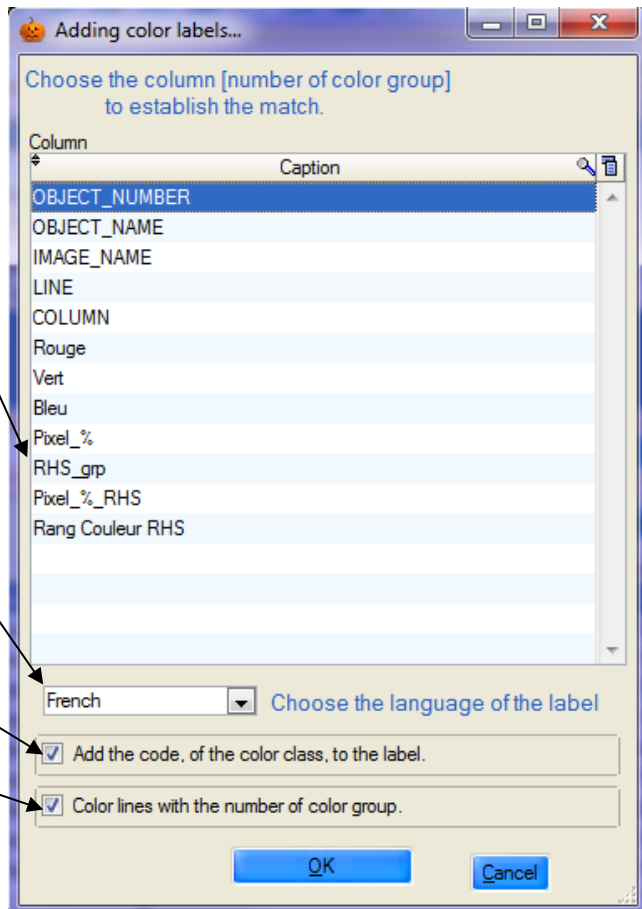 Adding color labels...
Choose the column [number of color group]
to establish the match.
Column
Caption
OBJECT_NUMBER
OBJECT_NAME
IMAGE_NAME
LINE
COLUMN
Rouge
Vert
Bleu
Pixel_%
RHS_grp
Pixel_%_RHS
Rang Couleur RHS
French Choose the language of the label
Add the code, of the color class, to the label.
Color lines with the number of color group.
OK Cancel